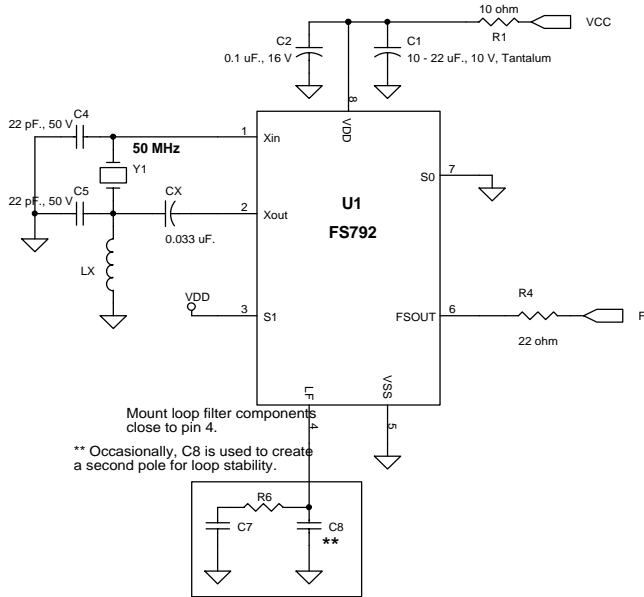 10 ohm
R1
VCC
C2
0.1 uF., 16 V
C1
10 - 22 uF., 10 V, Tantalum
8
VDD
C4
22 pF., 50 V
50 MHz
Y1
1
Xin
7
S0
U1
FS792
C5
22 pF., 50 V
CX
0.033 uF.
2
Xout
LX
VDD
3
S1
R4
22 ohm
6
FSOUT
F
LF
4
VSS
5
Mount loop filter components
close to pin 4.
** Occasionally, C8 is used to create
a second pole for loop stability.
R6
C7
C8
**